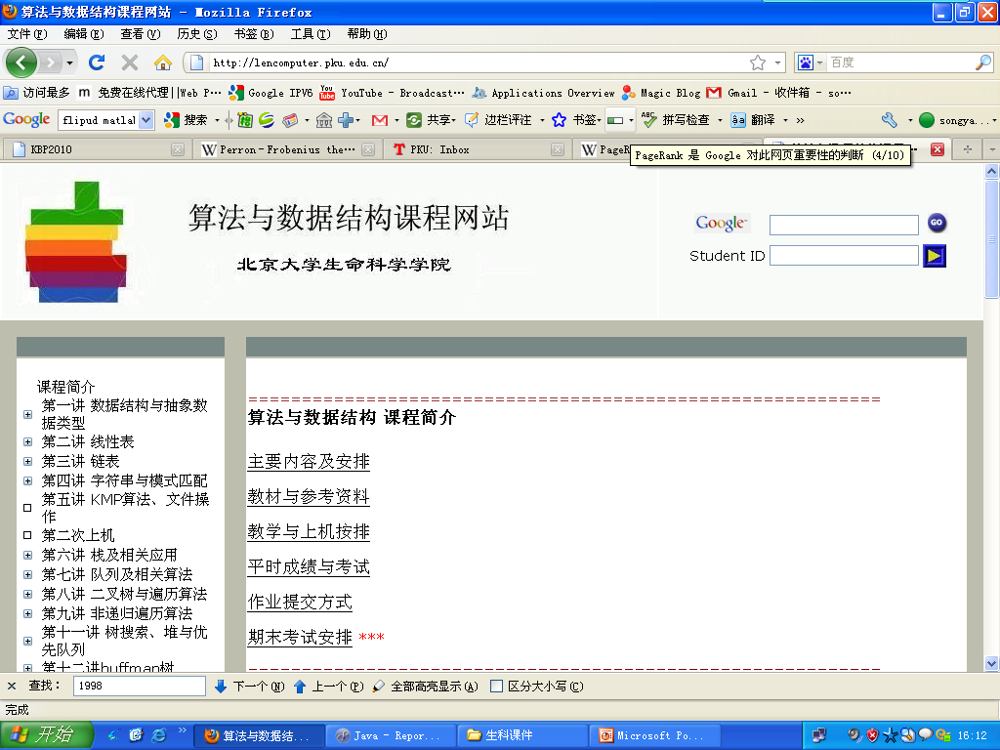 算法与数据结构课程网站 - Mozilla Firefox
文件(F) 编辑(E) 查看(V) 历史(S) 书签(B) 工具(T) 帮助(H)
http://lencomputer.pku.edu.cn/ 百度
访问最多 m 免费在线代理||Web P... Google IPV6 YouTube - Broadcast... Applications Overview Magic Blog Gmail - 收件箱 - so...
Google flipud matlal 搜索 共享 边栏评注 书签 ABC 拼写检查 翻译 » songya...
KBP2010 Perron-Frobenius the... PKU: Inbox PageR
PageRank 是 Google 对此网页重要性的判断 (4/10)
算法与数据结构课程网站
北京大学生命科学学院
Google GO
Student ID
课程简介
第一讲 数据结构与抽象数
据类型
第二讲 线性表
第三讲 链表
第四讲 字符串与模式匹配
第五讲 KMP算法、文件操
作
第二次上机
第六讲 栈及相关应用
第七讲 队列及相关算法
第八讲 二叉树与遍历算法
第九讲 非递归遍历算法
第十一讲 树搜索、堆与优
先队列
第十二讲huffman树
===========================================================
算法与数据结构 课程简介
主要内容及安排
教材与参考资料
教学与上机按排
平时成绩与考试
作业提交方式
期末考试安排 ***
查找: 1998 下一个(N) 上一个(P) 全部高亮显示(A) 区分大小写(C)
完成
开始 算法与数据结... Java - Repor... 生科课件 Microsoft Po... 16:12